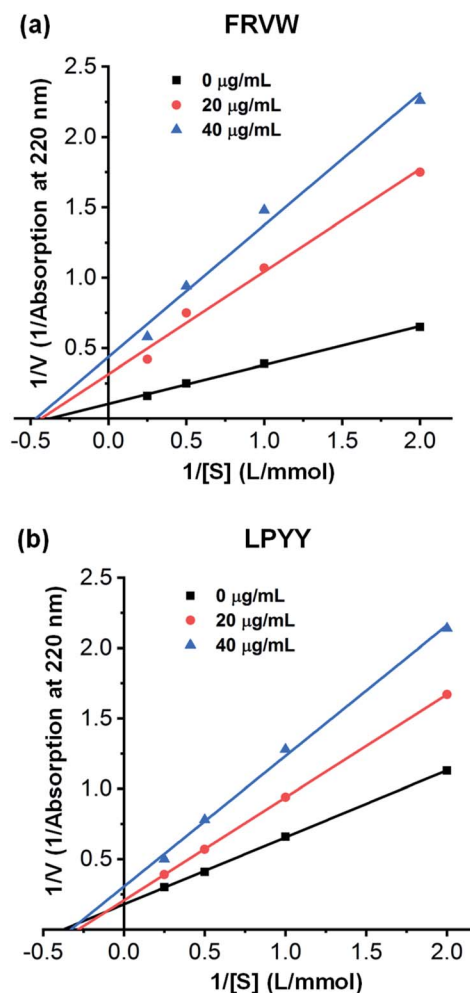 (a)
FRVW
0 μg/mL
20 μg/mL
40 μg/mL
2.5
2.0
1.5
1.0
0.5
-0.5
0.0
0.5
1.0
1.5
2.0
1/V (1/Absorption at 220 nm)
1/[S] (L/mmol)
(b)
LPYY
0 μg/mL
20 μg/mL
40 μg/mL
2.5
2.0
1.5
1.0
0.5
-0.5
0.0
0.5
1.0
1.5
2.0
1/V (1/Absorption at 220 nm)
1/[S] (L/mmol)